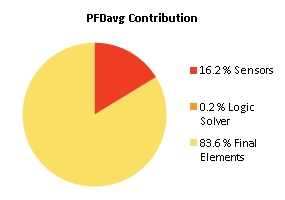 PFDavg Contribution
16.2% Sensors
0.2% Logic
Solver
83.6% Final
Elements